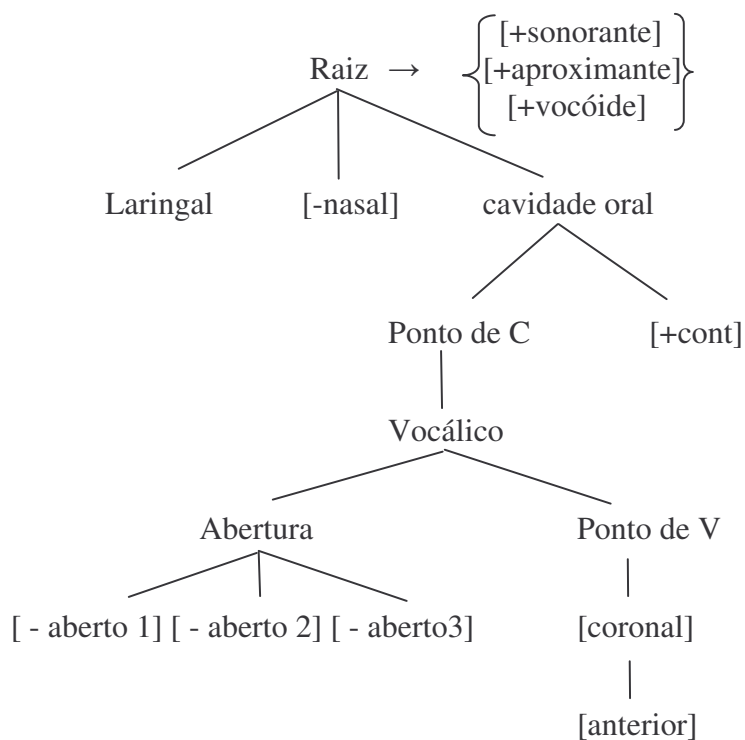 [+sonorante]
Raiz → [+aproximante]
[+vocóide]
Laringal [-nasal] cavidade oral
Ponto de C [+cont]
Vocálico
Abertura Ponto de V
[ - aberto 1] [ - aberto 2] [ - aberto3] [coronal]
[anterior]